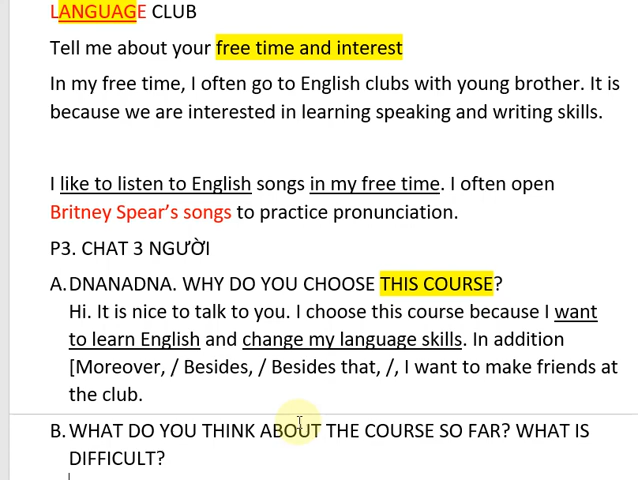 LANGUAGE CLUB
Tell me about your free time and interest
In my free time, I often go to English clubs with young brother. It is
because we are interested in learning speaking and writing skills.
I like to listen to English songs in my free time. I often open
Britney Spear’s songs to practice pronunciation.
P3. CHAT 3 NGƯỜI
A. DNANADNA. WHY DO YOU CHOOSE THIS COURSE?
Hi. It is nice to talk to you. I choose this course because I want
to learn English and change my language skills. In addition
[Moreover, / Besides, / Besides that, /, I want to make friends at
the club.
B. WHAT DO YOU THINK ABOUT THE COURSE SO FAR? WHAT IS
DIFFICULT?